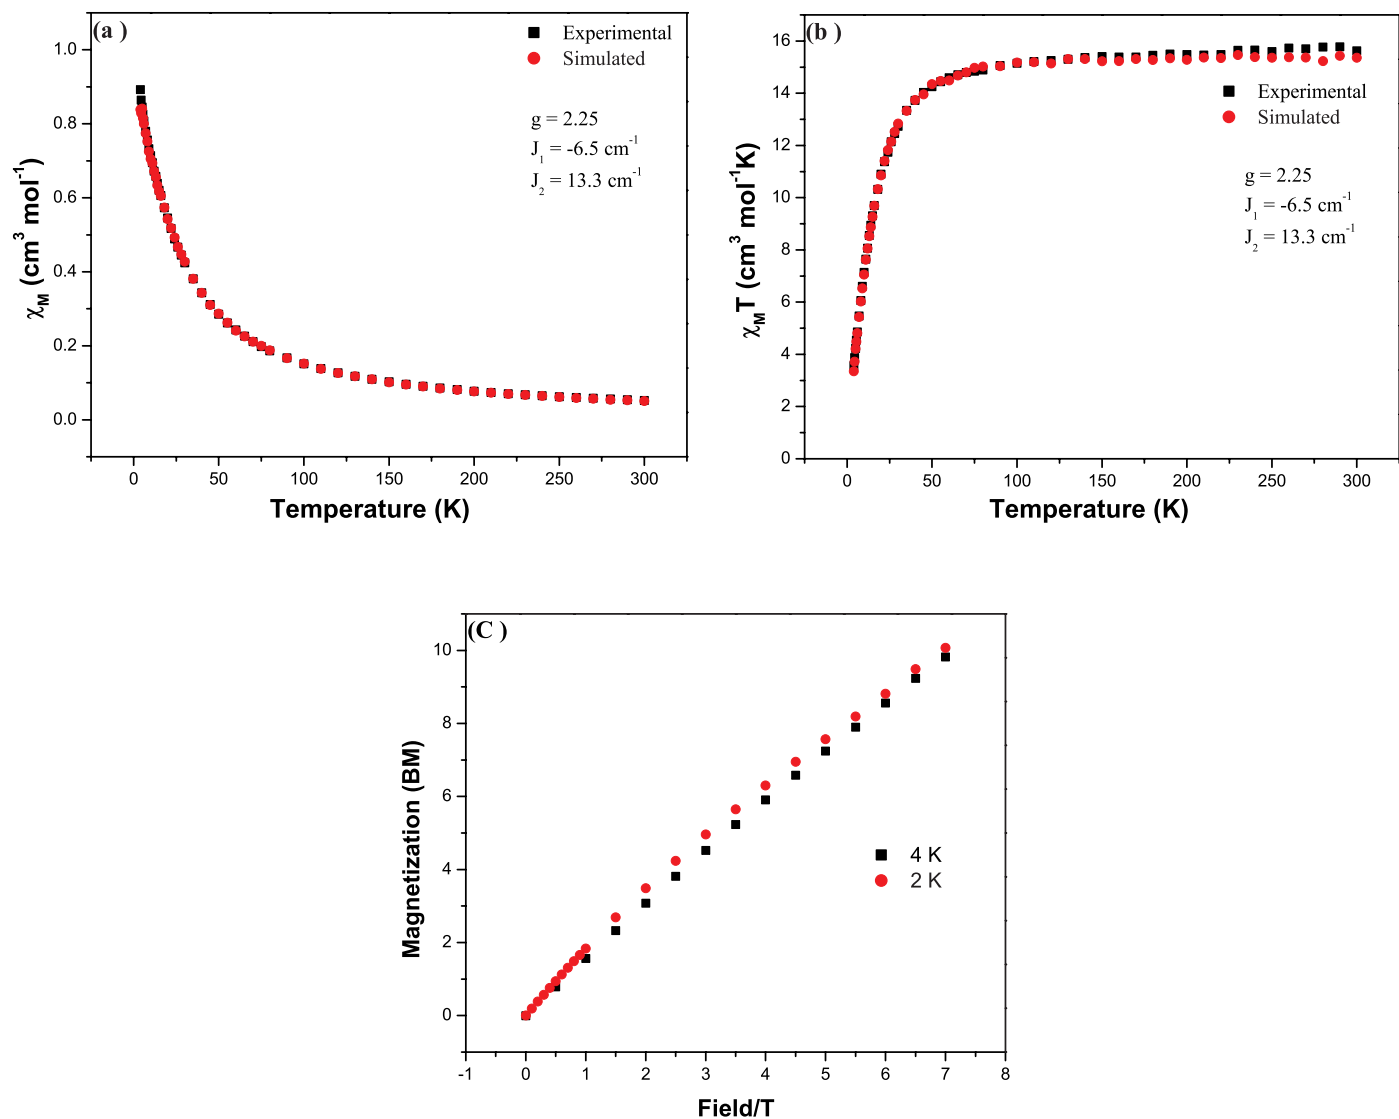 (a )
Experimental
Simulated
g = 2.25
J₁ = -6.5 cm⁻¹
J₂ = 13.3 cm⁻¹
1.0
0.8
0.6
0.4
0.2
0.0
χM (cm³ mol⁻¹)
0 50 100 150 200 250 300
Temperature (K)
(b )
Experimental
Simulated
g = 2.25
J₁ = -6.5 cm⁻¹
J₂ = 13.3 cm⁻¹
16
14
12
10
8
6
4
2
0
χMT (cm³ mol⁻¹K)
0 50 100 150 200 250 300
Temperature (K)
(C )
10
8
6
4
2
0
Magnetization (BM)
4 K
2 K
-1 0 1 2 3 4 5 6 7 8
Field/T